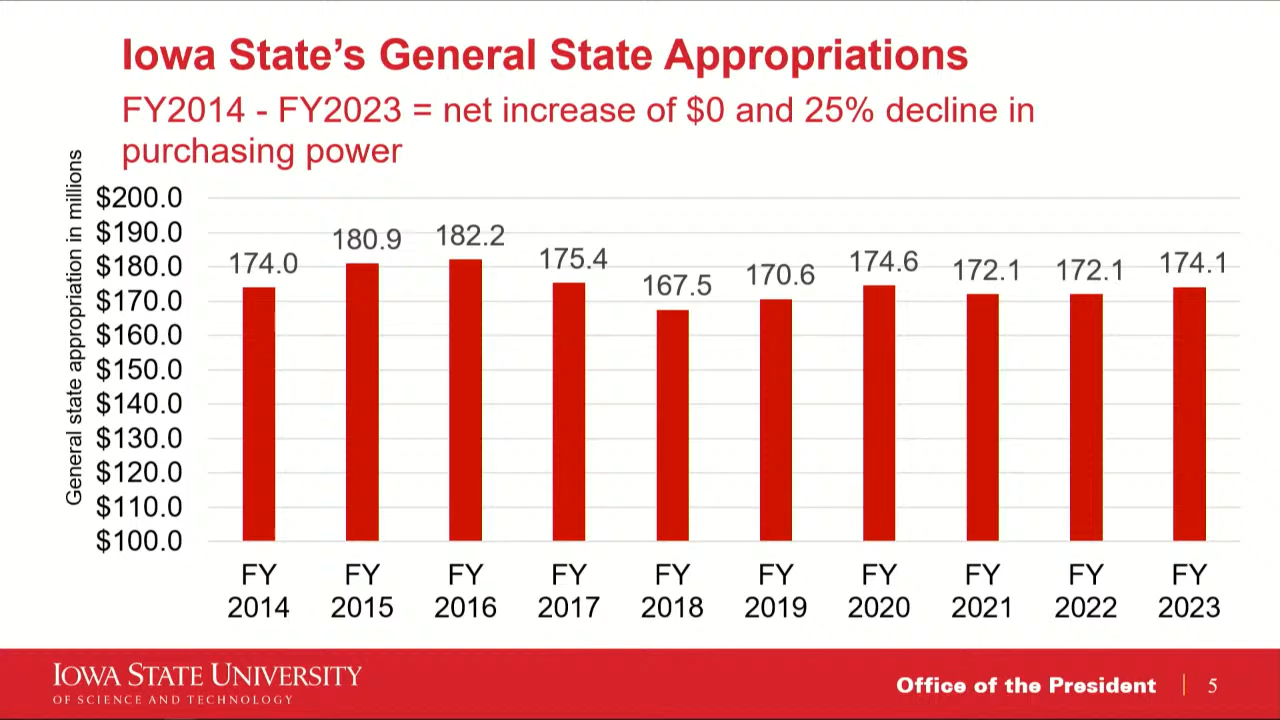 Iowa State’s General State Appropriations
FY2014 - FY2023 = net increase of $0 and 25% decline in
purchasing power
General state appropriation in millions
$200.0
$190.0
$180.0
$170.0
$160.0
$150.0
$140.0
$130.0
$120.0
$110.0
$100.0
174.0
180.9
182.2
175.4
167.5
170.6
174.6
172.1
172.1
174.1
FY
2014
FY
2015
FY
2016
FY
2017
FY
2018
FY
2019
FY
2020
FY
2021
FY
2022
FY
2023
IOWA STATE UNIVERSITY
OF SCIENCE AND TECHNOLOGY
Office of the President | 5